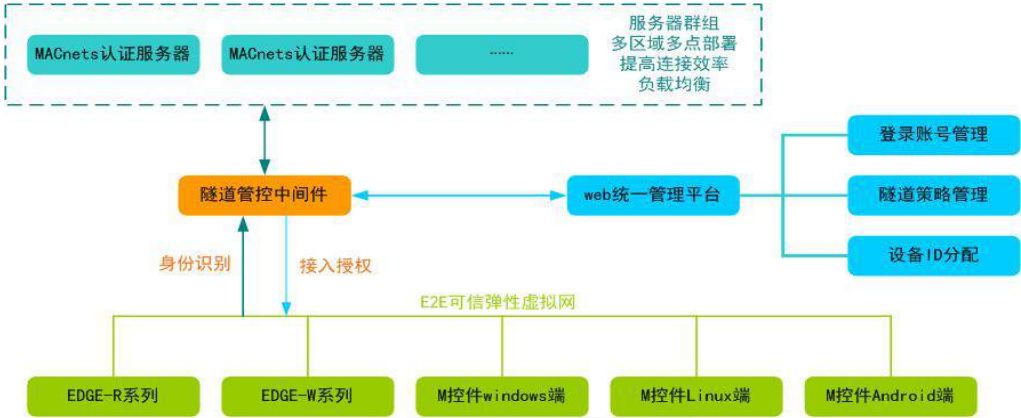 服务器群组
多区域多点部署
提高连接效率
负载均衡
MACnets认证服务器
MACnets认证服务器
......
登录账号管理
隧道管控中间件
web统一管理平台
隧道策略管理
设备ID分配
身份识别
接入授权
E2E可信弹性虚拟网
EDGE-R系列
EDGE-W系列
M控件windows端
M控件Linux端
M控件Android端